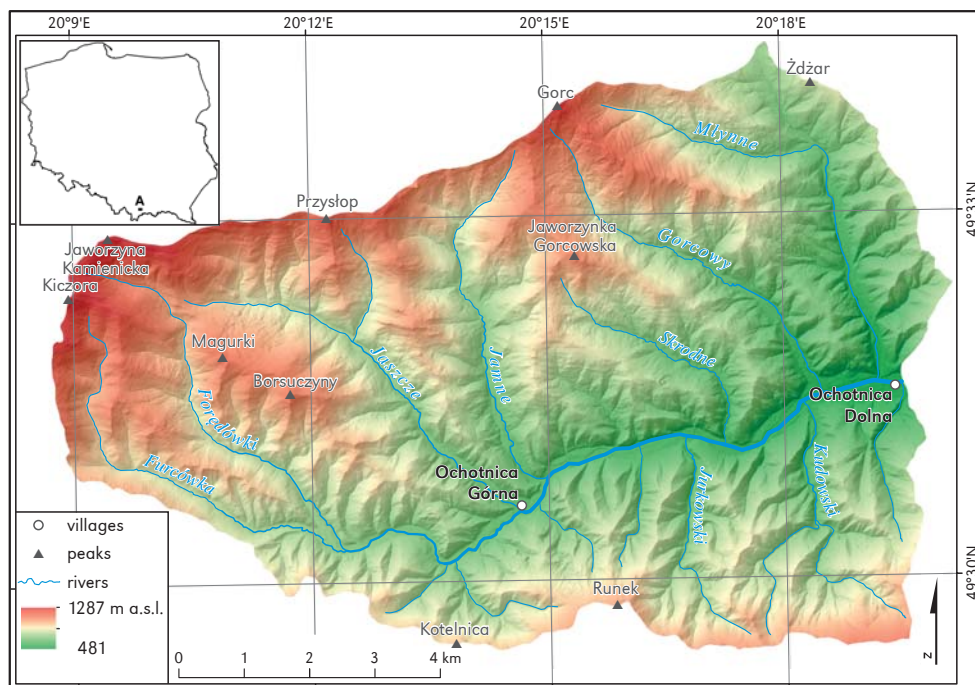 20°9'E
20°12'E
20°15'E
20°18'E
A
Żdżar
Gorc
Młynne
49°33'N
Przysłop
Jaworzynka
Gorcowska
Gorcowy
Jaworzyna
Kamienicka
Kiczora
Magurki
Borsuczyny
Jaszcze
Jamne
Skrodne
Forędówki
Furcówka
Ochotnica
Dolna
Ochotnica
Górna
Jurkowski
Kudowski
49°30'N
Runek
Kotelnica
villages
peaks
rivers
1287 m a.s.l.
481
0 1 2 3 4 km
N